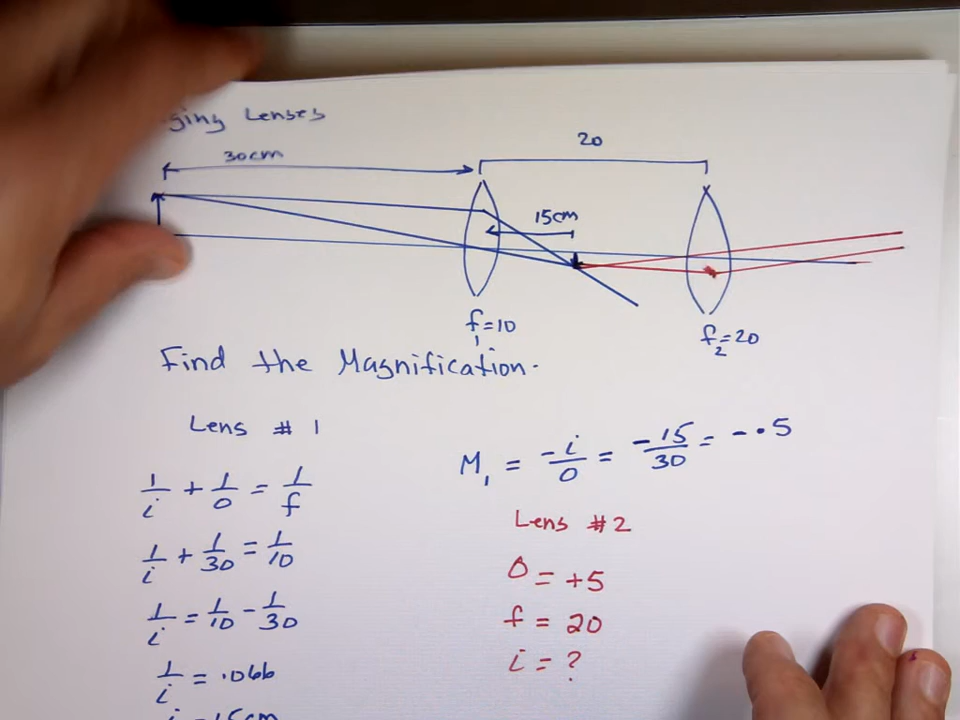 ging Lenses
30cm
20
15cm
f1=10
f2=20
Find the Magnification.
Lens # 1
1/i + 1/o = 1/f
1/i + 1/30 = 1/10
1/i = 1/10 - 1/30
1/i = .066
i = 15cm
M1 = -i/o = -15/30 = -.5
Lens #2
O = +5
f = 20
i = ?